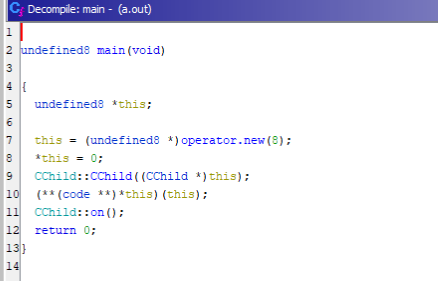 Decompile: main - (a.out)
1
2 undefined8 main(void)
3
4 {
5 undefined8 *this;
6
7 this = (undefined8 *)operator.new(8);
8 *this = 0;
9 CChild::CChild((CChild *)this);
10 (**(code **)*this)(this);
11 CChild::on();
12 return 0;
13 }
14